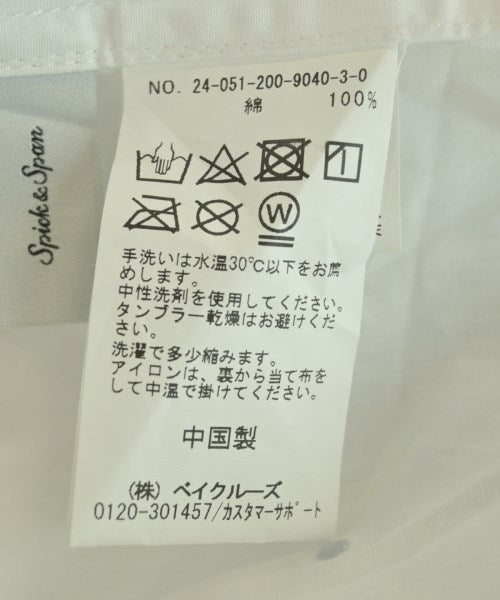 NO. 24-051-200-9040-3-0
綿 100%
Spick & Span
W
手洗いは水温30℃以下をお薦
めします。
中性洗剤を使用してください。
タンブラー乾燥はお避けくだ
さい。
洗濯で多少縮みます。
アイロンは、裏から当て布を
して中温で掛けてください。
中国製
(株) ベイクルーズ
0120-301457/カスタマーサポート